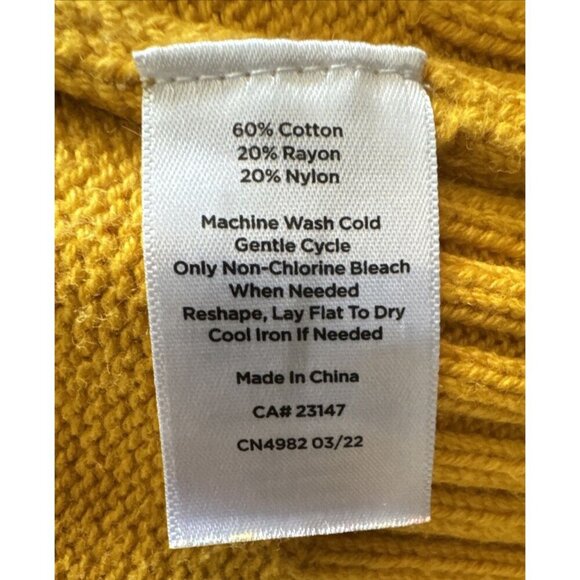 60% Cotton
20% Rayon
20% Nylon
Machine Wash Cold
Gentle Cycle
Only Non-Chlorine Bleach
When Needed
Reshape, Lay Flat To Dry
Cool Iron If Needed
Made In China
CA# 23147
CN4982 03/22